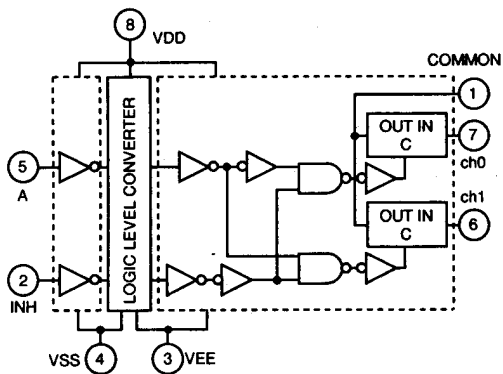 8
VDD
COMMON
1
OUT IN
C
7
ch0
5
A
LOGIC LEVEL CONVERTER
ch1
OUT IN
C
6
2
INH
VSS
4
3
VEE